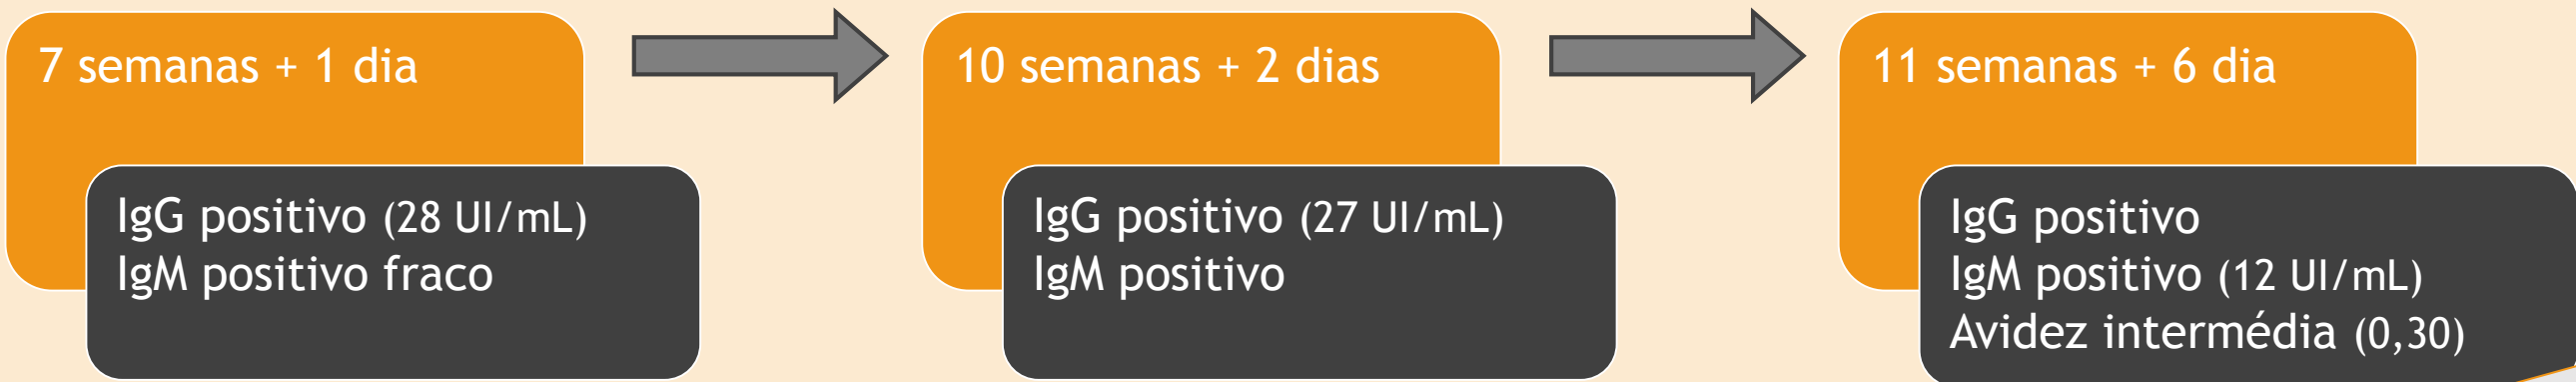 7 semanas + 1 dia
IgG positivo (28 UI/mL)
IgM positivo fraco
10 semanas + 2 dias
IgG positivo (27 UI/mL)
IgM positivo
11 semanas + 6 dia
IgG positivo
IgM positivo (12 UI/mL)
Avidez intermédia (0,30)